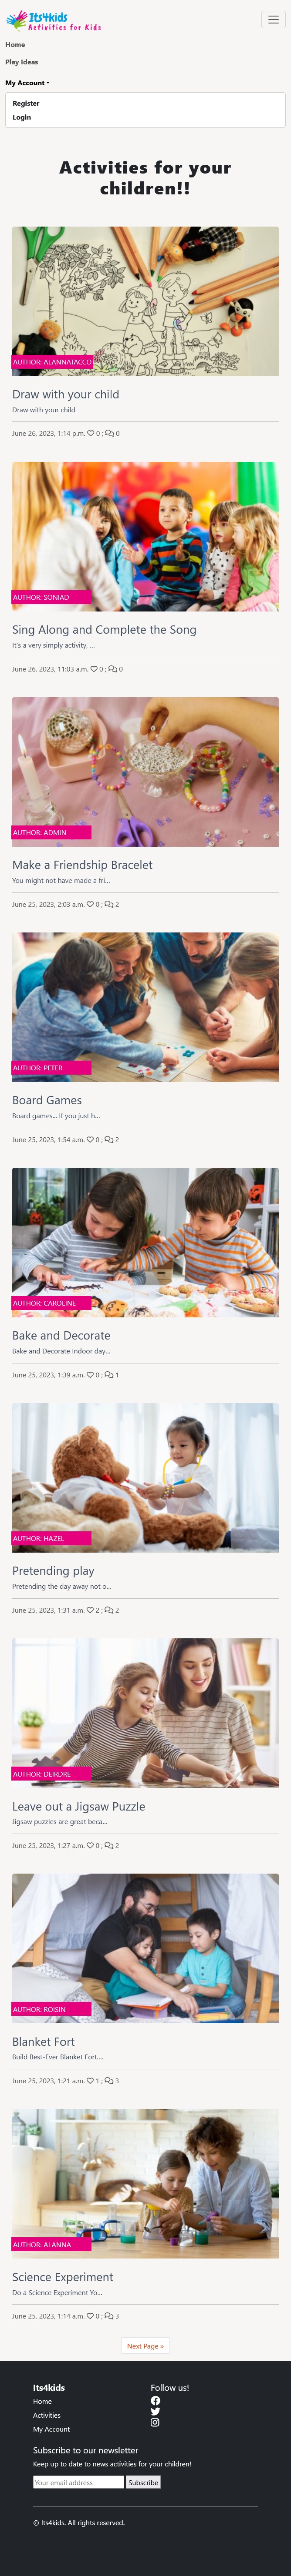 Its4kids
Activities for Kids
Home
Play Ideas
My Account
Register
Login
Activities for your
children!!
AUTHOR: ALANNATACCO
Draw with your child
Draw with your child
June 26, 2023, 1:14 p.m. 0 ; 0
AUTHOR: SONIAD
Sing Along and Complete the Song
It's a very simply activity, ...
June 26, 2023, 11:03 a.m. 0 ; 0
AUTHOR: ADMIN
Make a Friendship Bracelet
You might not have made a fri...
June 25, 2023, 2:03 a.m. 0 ; 2
AUTHOR: PETER
Board Games
Board games... If you just h...
June 25, 2023, 1:54 a.m. 0 ; 2
AUTHOR: CAROLINE
Bake and Decorate
Bake and Decorate Indoor day...
June 25, 2023, 1:39 a.m. 0 ; 1
AUTHOR: HAZEL
Pretending play
Pretending the day away not o...
June 25, 2023, 1:31 a.m. 2 ; 2
AUTHOR: DEIRDRE
Leave out a Jigsaw Puzzle
Jigsaw puzzles are great beca...
June 25, 2023, 1:27 a.m. 0 ; 2
AUTHOR: ROISIN
Blanket Fort
Build Best-Ever Blanket Fort....
June 25, 2023, 1:21 a.m. 1 ; 3
AUTHOR: ALANNA
Science Experiment
Do a Science Experiment Yo...
June 25, 2023, 1:14 a.m. 0 ; 3
Next Page »
Its4kids
Home
Activities
My Account
Follow us!
Subscribe to our newsletter
Keep up to date to news activities for your children!
Your email address Subscribe
© Its4kids. All rights reserved.